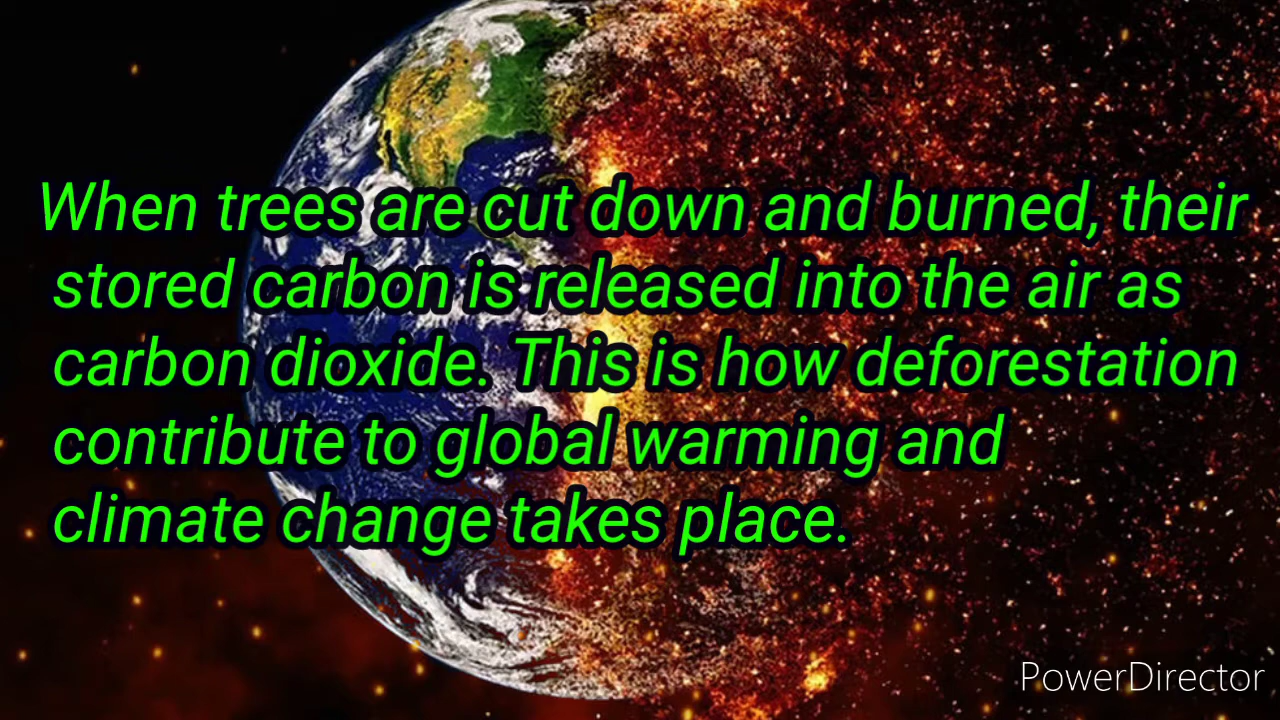 When trees are cut down and burned, their
stored carbon is released into the air as
carbon dioxide. This is how deforestation
contribute to global warming and
climate change takes place.
PowerDirector